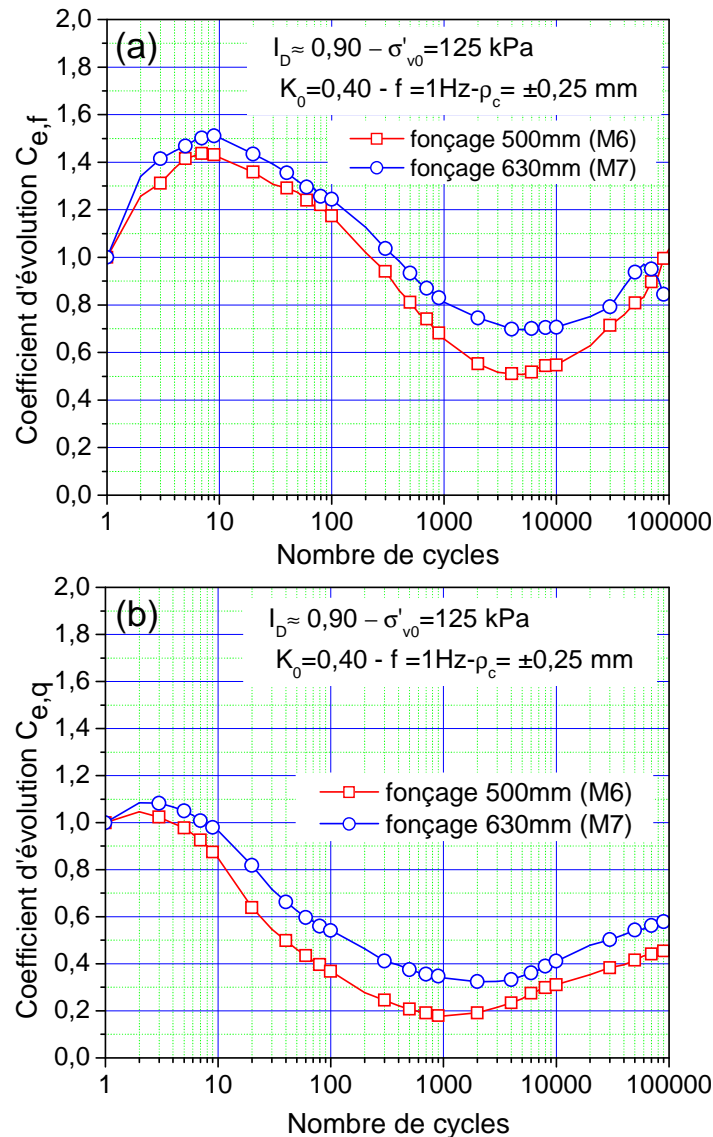 (a)
I_D≈ 0,90 – σ'_v0=125 kPa
K_0=0,40 - f =1Hz-ρ_c= ±0,25 mm
fonçage 500mm (M6)
fonçage 630mm (M7)
Coefficient d'évolution C_e,f
2,0
1,8
1,6
1,4
1,2
1,0
0,8
0,6
0,4
0,2
0,0
1
10
100
1000
10000
100000
Nombre de cycles
(b)
I_D≈ 0,90 – σ'_v0=125 kPa
K_0=0,40 - f =1Hz-ρ_c= ±0,25 mm
fonçage 500mm (M6)
fonçage 630mm (M7)
Coefficient d'évolution C_e,q
2,0
1,8
1,6
1,4
1,2
1,0
0,8
0,6
0,4
0,2
0,0
1
10
100
1000
10000
100000
Nombre de cycles